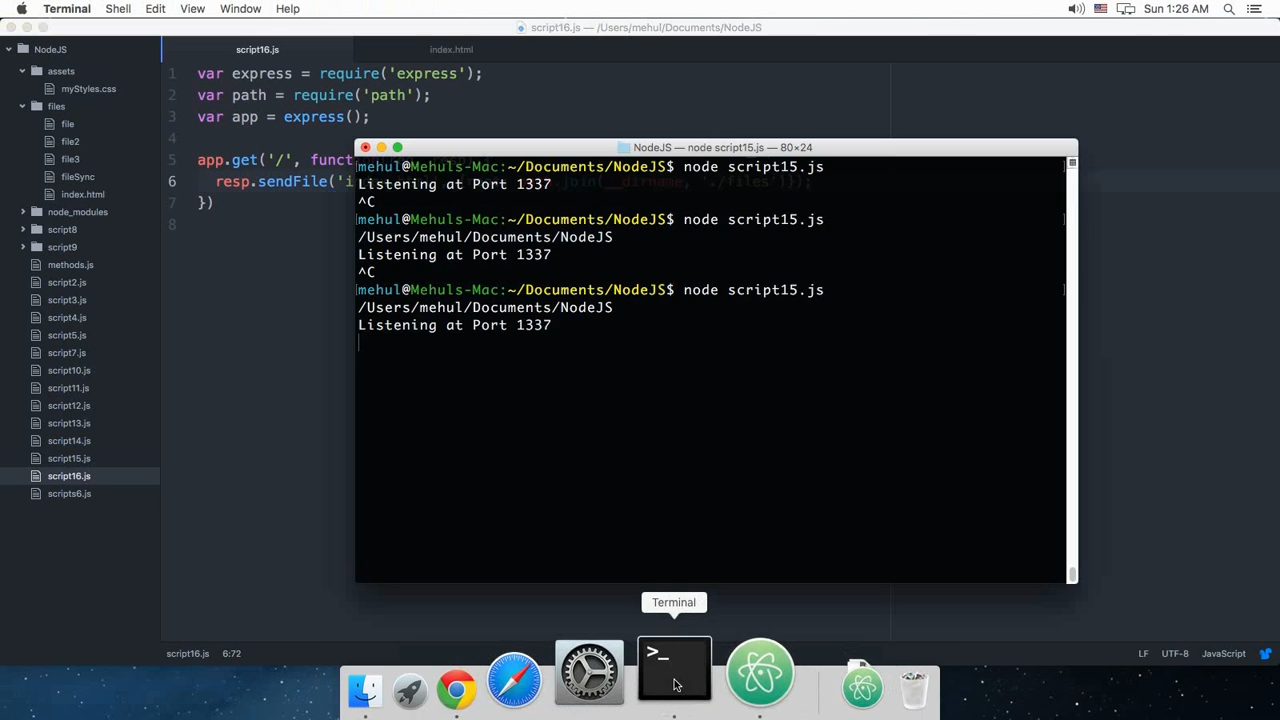 Terminal Shell Edit View Window Help Sun 1:26 AM
script16.js — /Users/mehul/Documents/NodeJS
NodeJS
assets
myStyles.css
files
file
file2
file3
fileSync
index.html
node_modules
script8
script9
methods.js
script2.js
script3.js
script4.js
script5.js
script7.js
script10.js
script11.js
script12.js
script13.js
script14.js
script15.js
script16.js
scripts6.js
script16.js index.html
1 var express = require('express');
2 var path = require('path');
3 var app = express();
4
5 app.get('/', funct
6 resp.sendFile('i join(__dirname, './files')});
7 })
8
NodeJS — node script15.js — 80×24
mehul@Mehuls-Mac:~/Documents/NodeJS$ node script15.js
Listening at Port 1337
^C
mehul@Mehuls-Mac:~/Documents/NodeJS$ node script15.js
/Users/mehul/Documents/NodeJS
Listening at Port 1337
^C
mehul@Mehuls-Mac:~/Documents/NodeJS$ node script15.js
/Users/mehul/Documents/NodeJS
Listening at Port 1337
Terminal
>_
script16.js 6:72 LF UTF-8 JavaScript